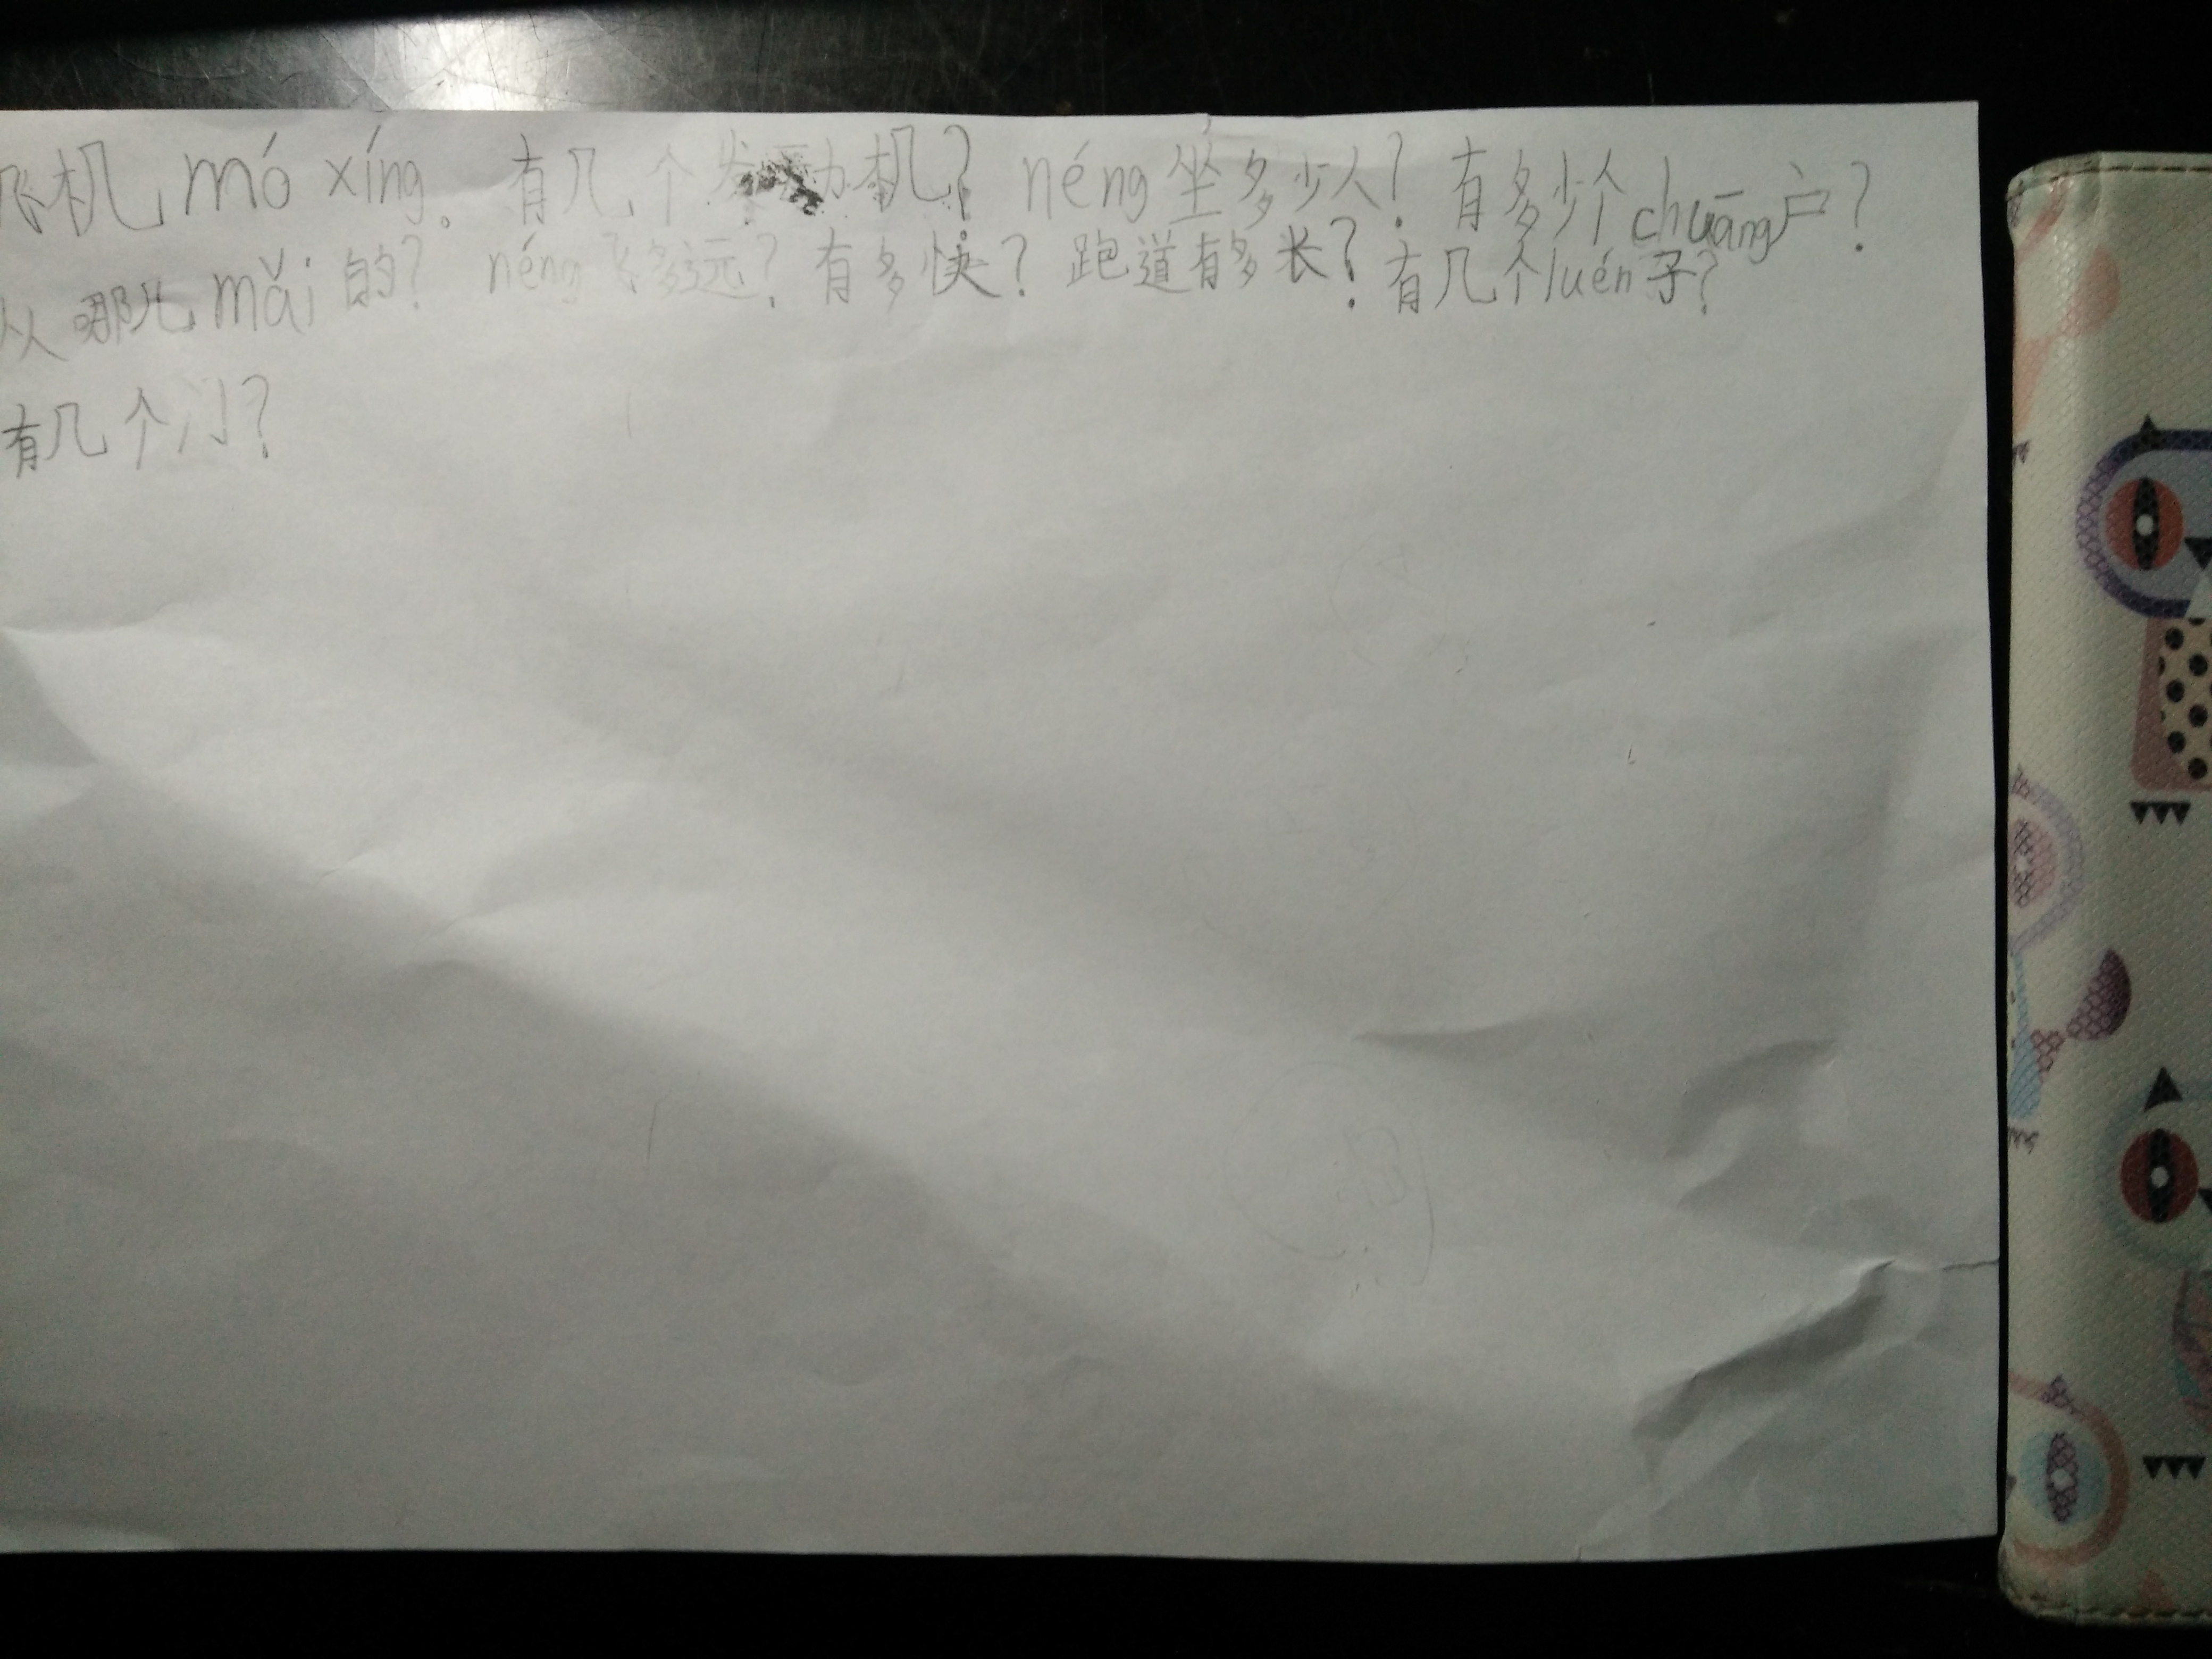 飞机 mó xíng。有几个发动机？néng 坐多少人？有多少个 chuāng 户？
从哪儿 mǎi 的？néng 飞多远？有多快？跑道有多长？有几个 luén 子？
有几个门？